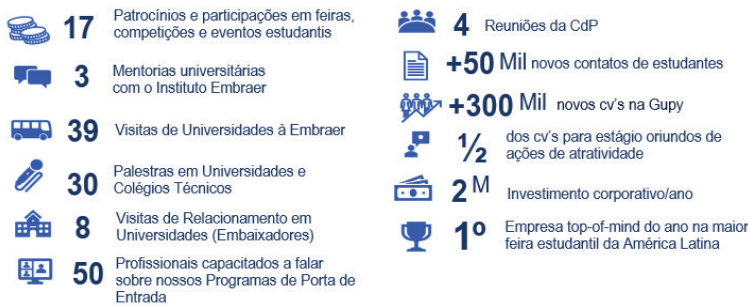 17
Patrocínios e participações em feiras,
competições e eventos estudantis
3
Mentorias universitárias
com o Instituto Embraer
39
Visitas de Universidades à Embraer
30
Palestras em Universidades e
Colégios Técnicos
8
Visitas de Relacionamento em
Universidades (Embaixadores)
50
Profissionais capacitados a falar
sobre nossos Programas de Porta de
Entrada
4 Reuniões da CdP
+50 Mil novos contatos de estudantes
+300 Mil novos cv's na Gupy
½
dos cv's para estágio oriundos de
ações de atratividade
2 M Investimento corporativo/ano
1º
Empresa top-of-mind do ano na maior
feira estudantil da América Latina